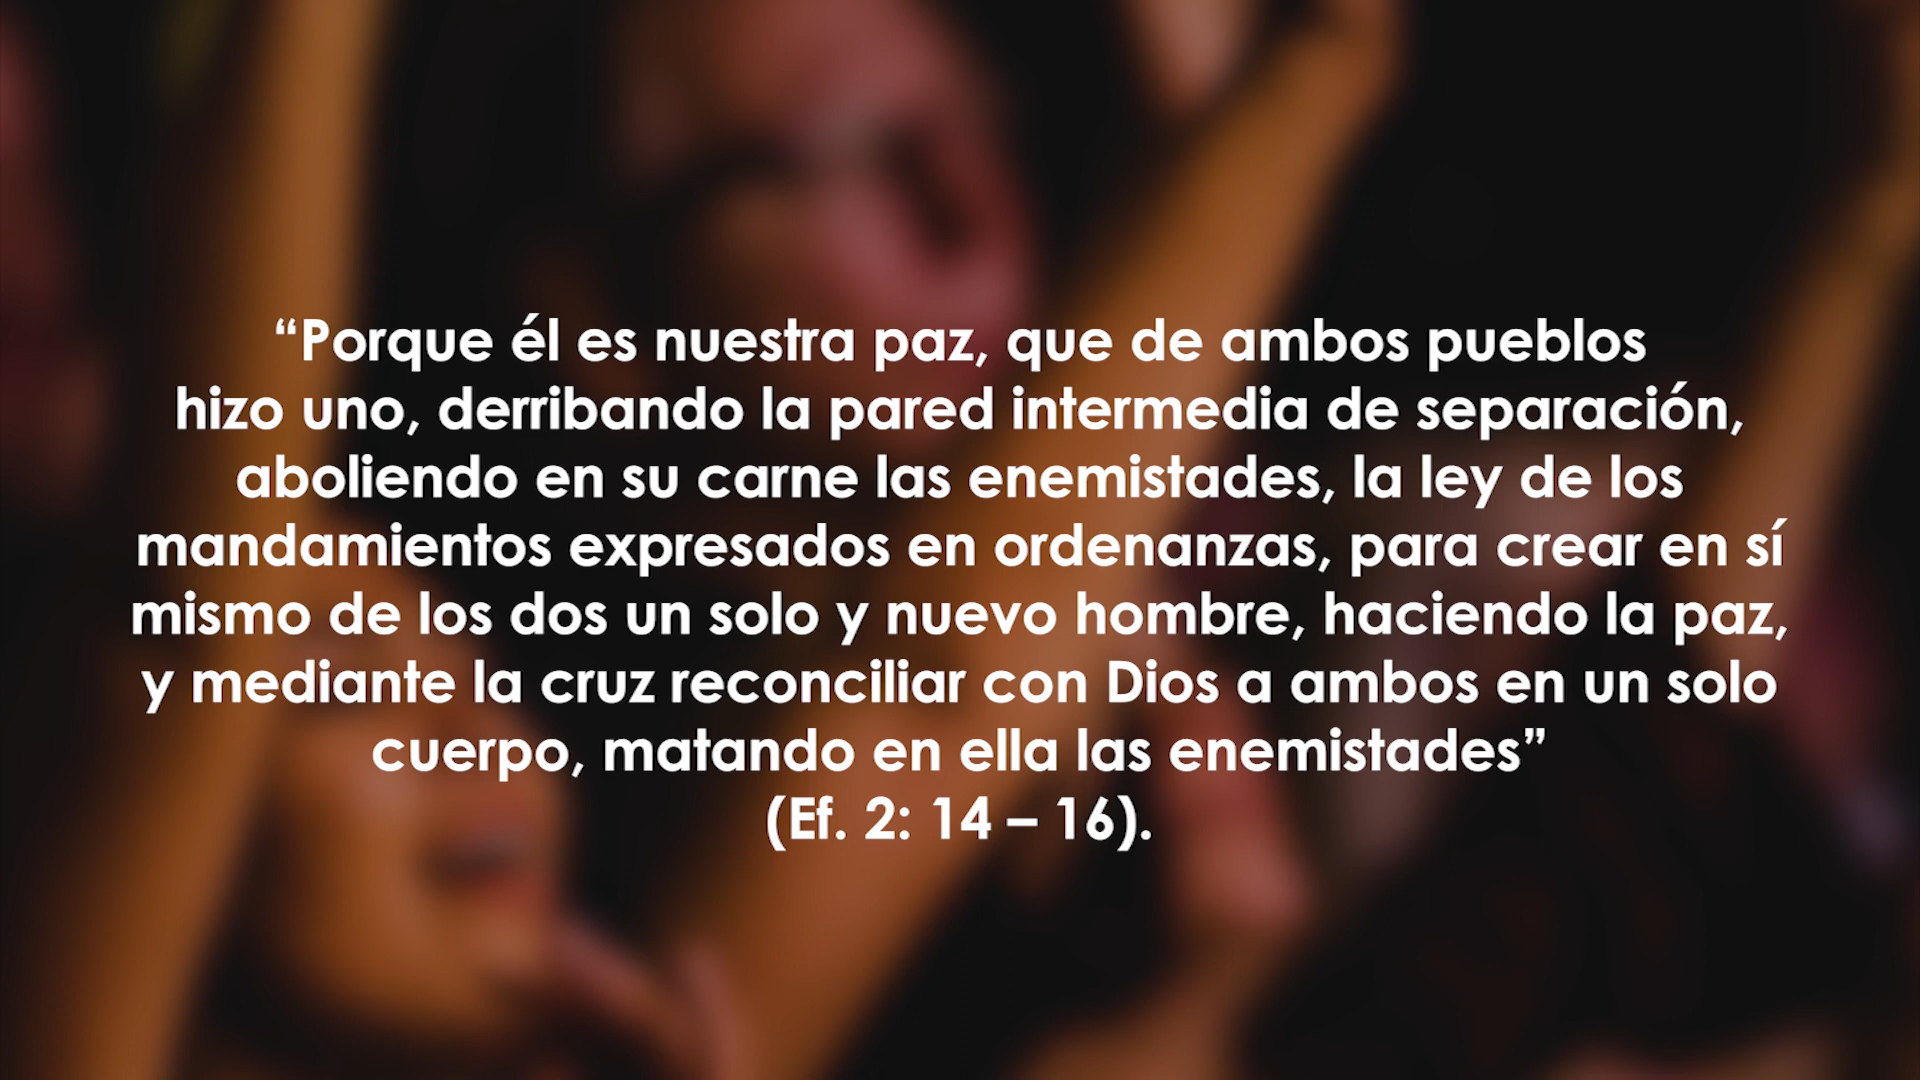 “Porque él es nuestra paz, que de ambos pueblos
hizo uno, derribando la pared intermedia de separación,
aboliendo en su carne las enemistades, la ley de los
mandamientos expresados en ordenanzas, para crear en sí
mismo de los dos un solo y nuevo hombre, haciendo la paz,
y mediante la cruz reconciliar con Dios a ambos en un solo
cuerpo, matando en ella las enemistades”
(Ef. 2: 14 – 16).